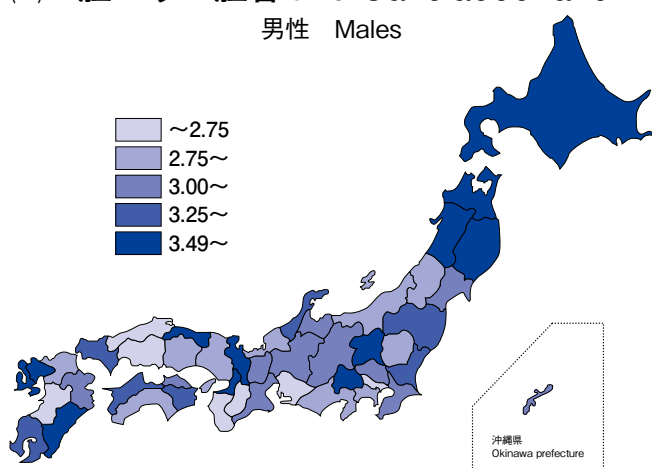 男性 Males
～2.75
2.75～
3.00～
3.25～
3.49～
沖縄県
Okinawa prefecture